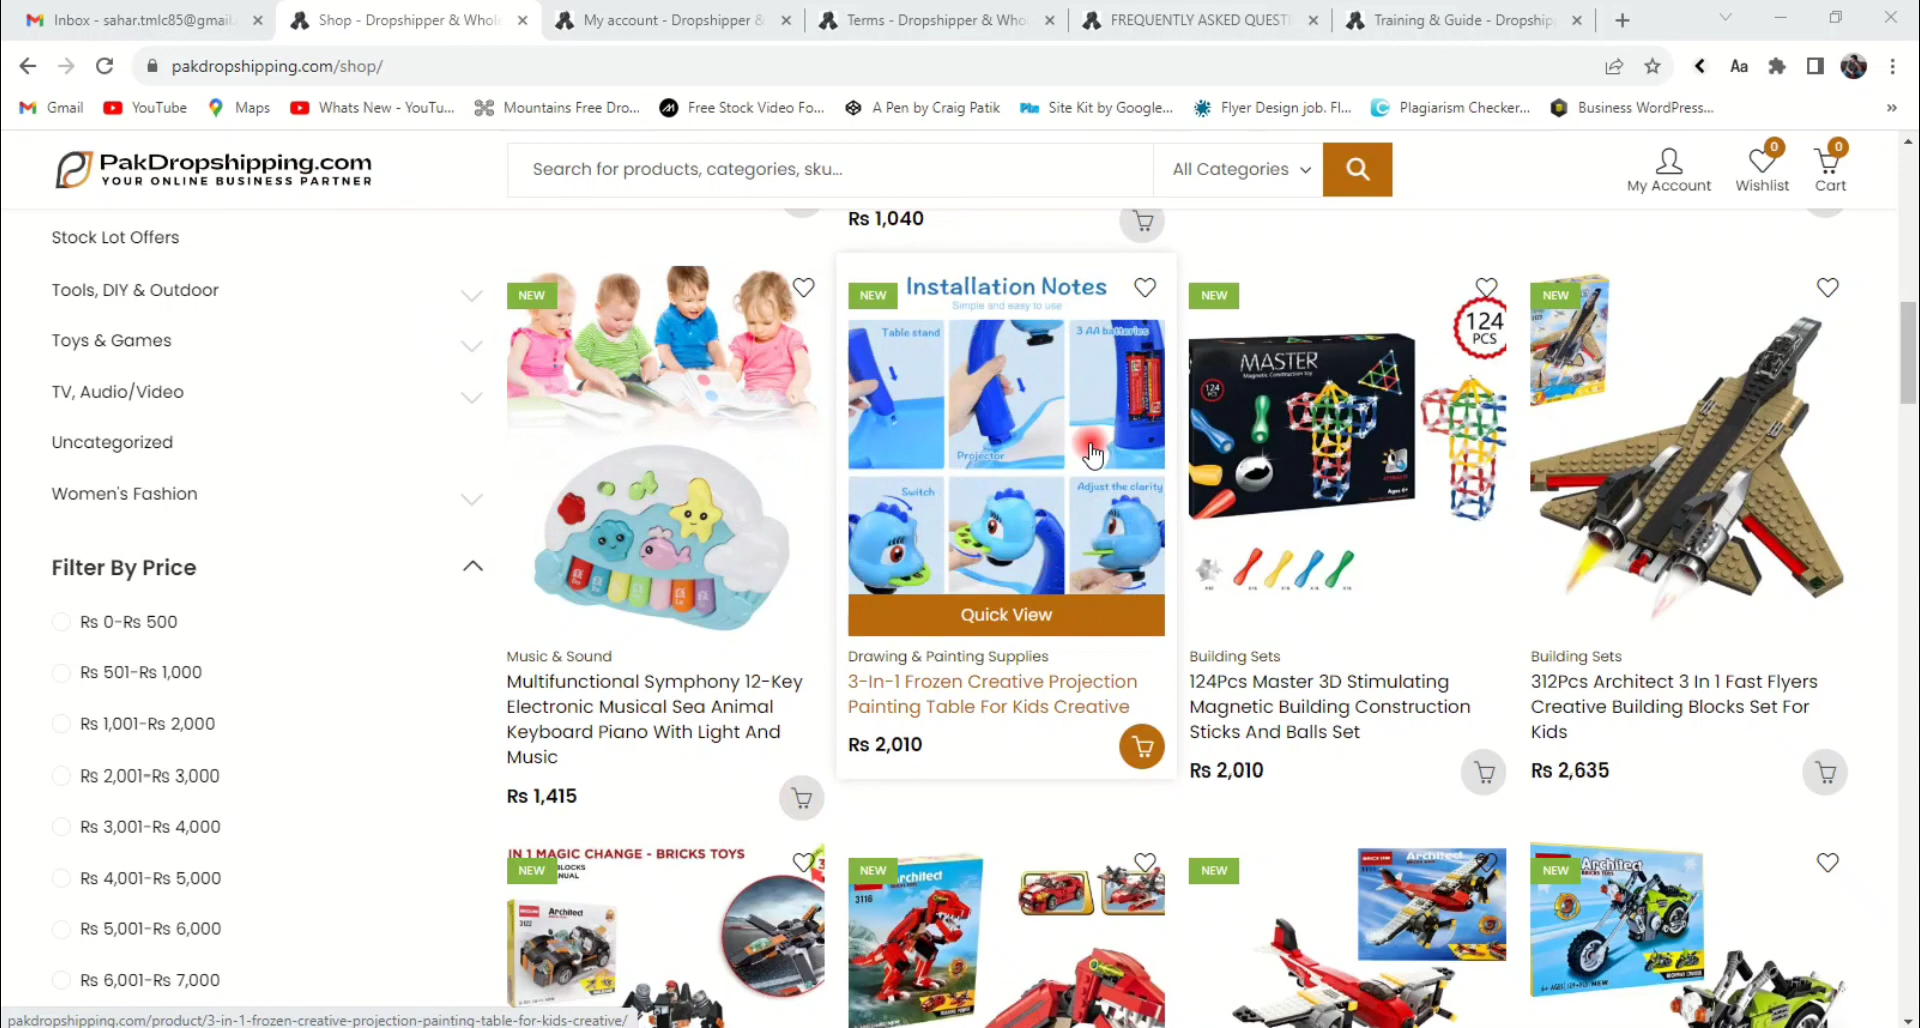 Inbox - sahar.tmlc85@gmail.
Shop - Dropshipper & Whole
My account - Dropshipper &
Terms - Dropshipper & Who
FREQUENTLY ASKED QUEST
Training & Guide - Dropship
pakdropshipping.com/shop/
Aa
Gmail
YouTube
Maps
Whats New - YouTu...
Mountains Free Dro...
Free Stock Video Fo...
A Pen by Craig Patik
Site Kit by Google...
Flyer Design job. Fl...
Plagiarism Checker...
Business WordPress...
PakDropshipping.com
YOUR ONLINE BUSINESS PARTNER
Search for products, categories, sku...
All Categories
My Account
0
Wishlist
0
Cart
Rs 1,040
Stock Lot Offers
Tools, DIY & Outdoor
Toys & Games
TV, Audio/Video
Uncategorized
Women's Fashion
Filter By Price
Rs 0-Rs 500
Rs 501-Rs 1,000
Rs 1,001-Rs 2,000
Rs 2,001-Rs 3,000
Rs 3,001-Rs 4,000
Rs 4,001-Rs 5,000
Rs 5,001-Rs 6,000
Rs 6,001-Rs 7,000
NEW
Music & Sound
Multifunctional Symphony 12-Key
Electronic Musical Sea Animal
Keyboard Piano With Light And
Music
Rs 1,415
NEW
Installation Notes
Simple and easy to use
Table stand
3 AA batteries
Projector
Switch
Adjust the clarity
Quick View
Drawing & Painting Supplies
3-In-1 Frozen Creative Projection
Painting Table For Kids Creative
Rs 2,010
NEW
124
PCS
MASTER
Magnetic Construction toy
124
PCS
Ages 6+
Building Sets
124Pcs Master 3D Stimulating
Magnetic Building Construction
Sticks And Balls Set
Rs 2,010
NEW
Building Sets
312Pcs Architect 3 In 1 Fast Flyers
Creative Building Blocks Set For
Kids
Rs 2,635
IN 1 MAGIC CHANGE - BRICKS TOYS
NEW
BLOCKS
Architect
3122
NEW
Architect
3116
NEW
Architect
NEW
Architect
pakdropshipping.com/product/3-in-1-frozen-creative-projection-painting-table-for-kids-creative/